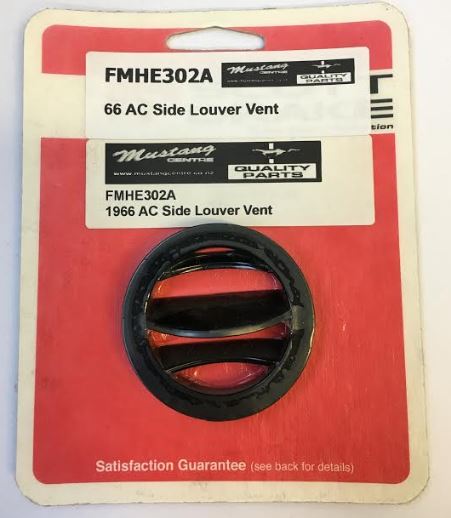 FMHE302A Mustang
CENTRE
QUALITY
PARTS
66 AC Side Louver Vent
Mustang
CENTRE
www.mustangcentre.co.nz
QUALITY
PARTS
FMHE302A
1966 AC Side Louver Vent
Satisfaction Guarantee (see back for details)